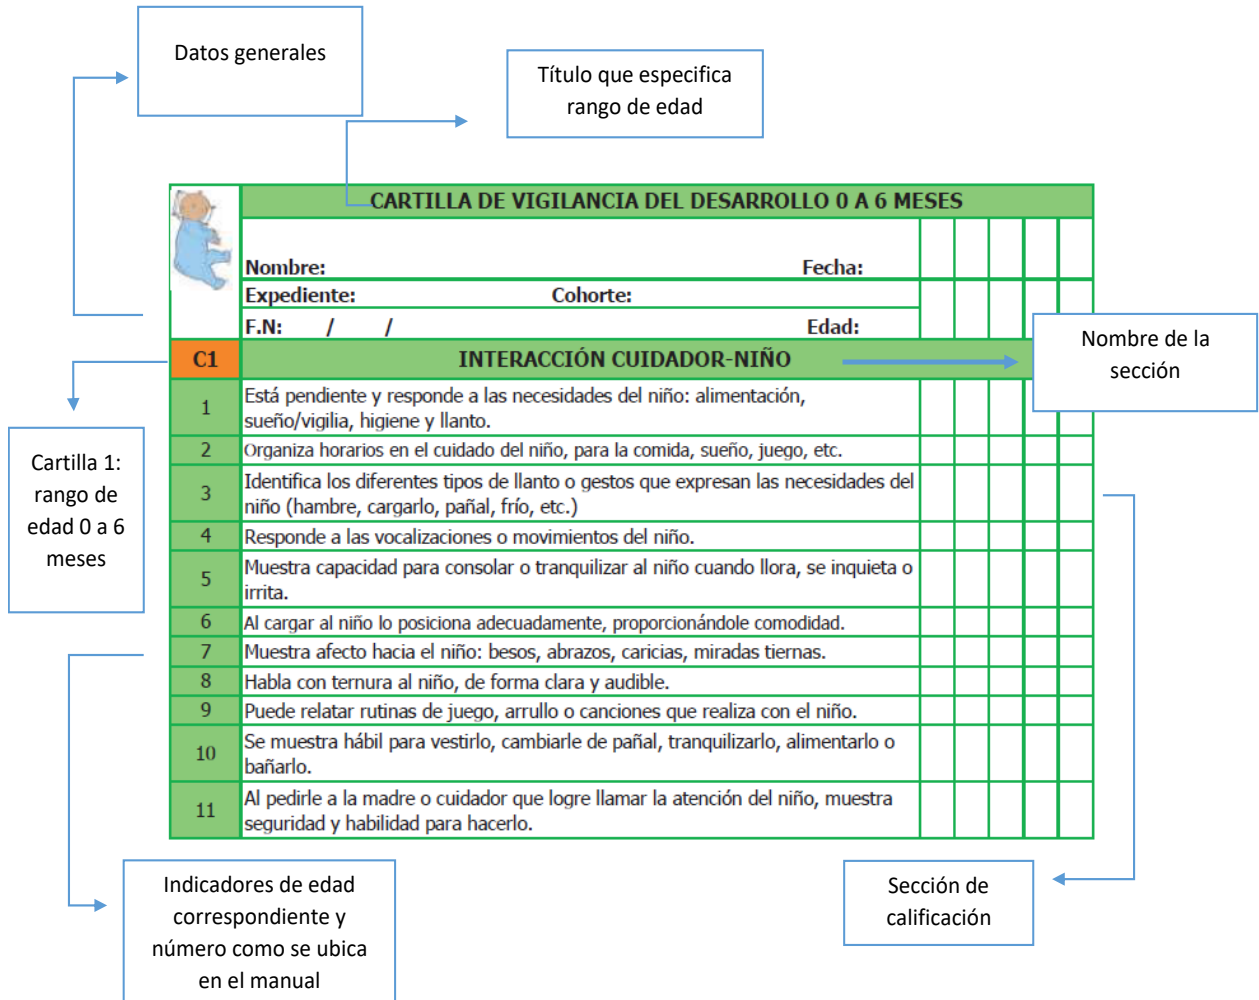 Datos generales
Título que especifica
rango de edad
CARTILLA DE VIGILANCIA DEL DESARROLLO 0 A 6 MESES
Nombre: Fecha:
Expediente: Cohorte:
F.N: / / Edad:
Nombre de la
sección
C1 INTERACCIÓN CUIDADOR-NIÑO
1 Está pendiente y responde a las necesidades del niño: alimentación,
sueño/vigilia, higiene y llanto.
2 Organiza horarios en el cuidado del niño, para la comida, sueño, juego, etc.
3 Identifica los diferentes tipos de llanto o gestos que expresan las necesidades del
niño (hambre, cargarlo, pañal, frío, etc.)
4 Responde a las vocalizaciones o movimientos del niño.
5 Muestra capacidad para consolar o tranquilizar al niño cuando llora, se inquieta o
irrita.
6 Al cargar al niño lo posiciona adecuadamente, proporcionándole comodidad.
7 Muestra afecto hacia el niño: besos, abrazos, caricias, miradas tiernas.
8 Habla con ternura al niño, de forma clara y audible.
9 Puede relatar rutinas de juego, arrullo o canciones que realiza con el niño.
10 Se muestra hábil para vestirlo, cambiarle de pañal, tranquilizarlo, alimentarlo o
bañarlo.
11 Al pedirle a la madre o cuidador que logre llamar la atención del niño, muestra
seguridad y habilidad para hacerlo.
Cartilla 1:
rango de
edad 0 a 6
meses
Indicadores de edad
correspondiente y
número como se ubica
en el manual
Sección de
calificación